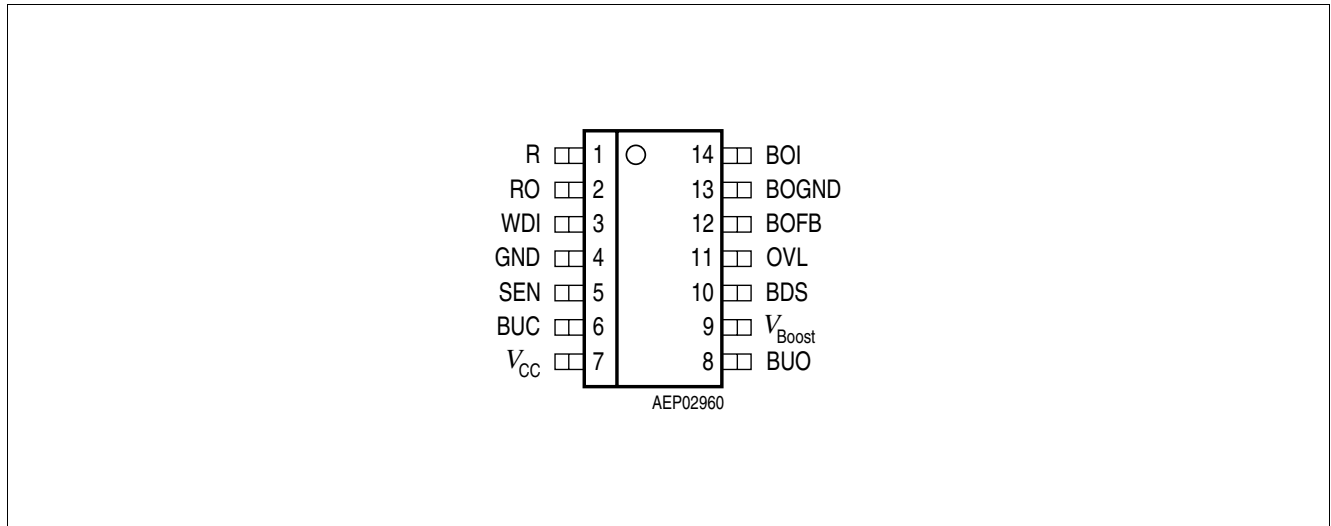 R 1 14 BOI
RO 2 13 BOGND
WDI 3 12 BOFB
GND 4 11 OVL
SEN 5 10 BDS
BUC 6 9 VBoost
VCC 7 8 BUO
AEP02960